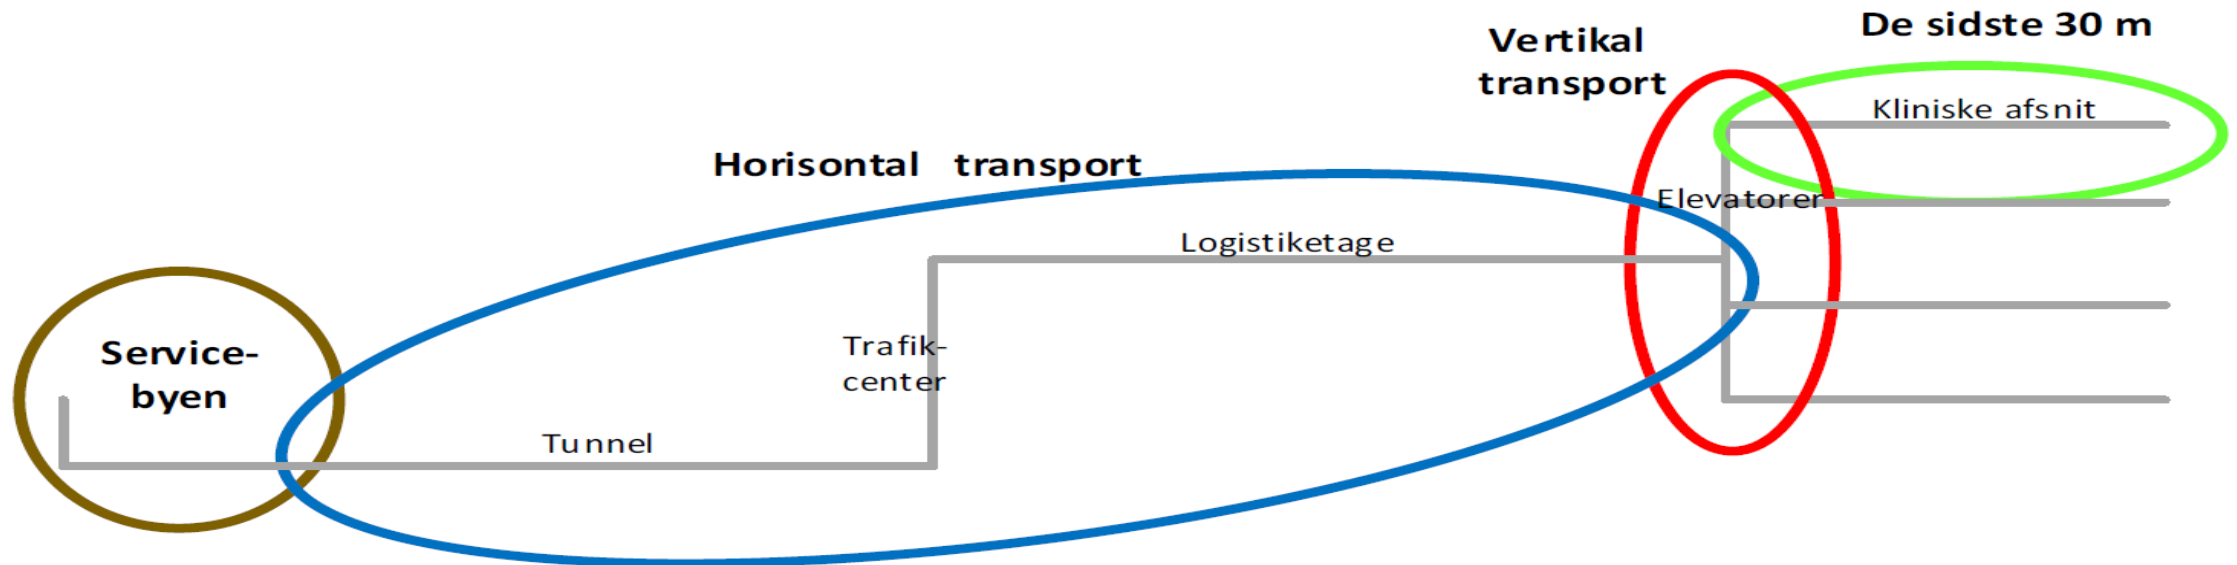 De sidste 30 m
Vertikal
transport
Kliniske afsnit
Horisontal transport
Elevatorer
Logistiketage
Service-
byen
Trafik-
center
Tunnel